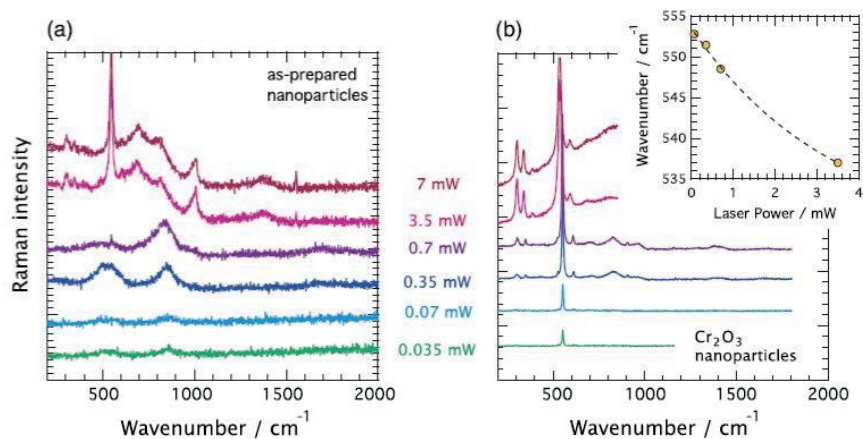 (a)
as-prepared
nanoparticles
Raman intensity
500
1000
1500
2000
Wavenumber / cm-1
7 mW
3.5 mW
0.7 mW
0.35 mW
0.07 mW
0.035 mW
(b)
Cr2O3
nanoparticles
500
1000
1500
2000
Wavenumber / cm-1
555
550
545
540
535
Wavenumber / cm-1
0
1
2
3
4
Laser Power / mW